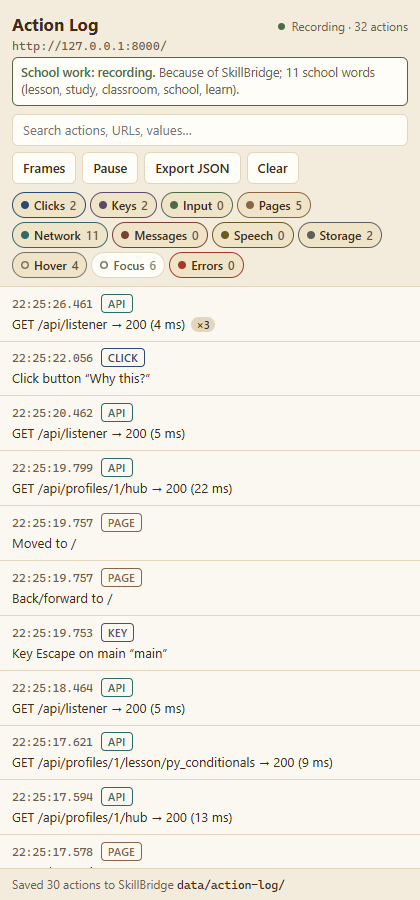 Action Log
Recording · 32 actions
http://127.0.0.1:8000/
School work: recording. Because of SkillBridge; 11 school words
(lesson, study, classroom, school, learn).
Search actions, URLs, values...
Frames Pause Export JSON Clear
Clicks 2 Keys 2 Input 0 Pages 5
Network 11 Messages 0 Speech 0 Storage 2
Hover 4 Focus 6 Errors 0
22:25:26.461 API
GET /api/listener → 200 (4 ms) ×3
22:25:22.056 CLICK
Click button “Why this?”
22:25:20.462 API
GET /api/listener → 200 (5 ms)
22:25:19.799 API
GET /api/profiles/1/hub → 200 (22 ms)
22:25:19.757 PAGE
Moved to /
22:25:19.757 PAGE
Back/forward to /
22:25:19.753 KEY
Key Escape on main “main”
22:25:18.464 API
GET /api/listener → 200 (5 ms)
22:25:17.621 API
GET /api/profiles/1/lesson/py_conditionals → 200 (9 ms)
22:25:17.594 API
GET /api/profiles/1/hub → 200 (13 ms)
22:25:17.578 PAGE
Saved 30 actions to SkillBridge data/action-log/